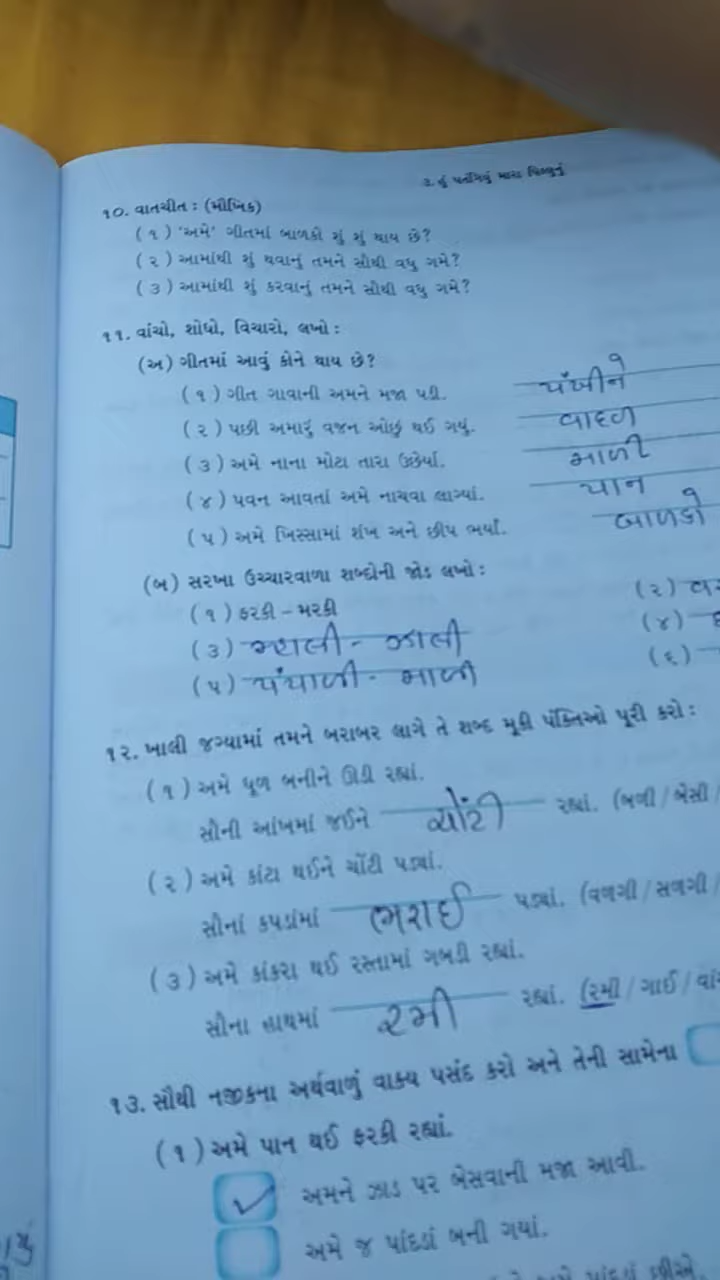 ૨. હું પતંગિયું મારા પિલ્લુનું
૧૦. વાતચીત : (મૌખિક)
(૧) 'અમે' ગીતમાં બાળકો શું શું થાય છે?
(૨) આમાંથી શું થવાનું તમને સૌથી વધુ ગમે?
(૩) આમાંથી શું કરવાનું તમને સૌથી વધુ ગમે?
૧૧. વાંચો, શોધો, વિચારો, લખો :
(અ) ગીતમાં આવું કોને થાય છે?
(૧) ગીત ગાવાની અમને મજા પડી. પંખીને
(૨) પછી અમારું વજન ઓછું થઈ ગયું. વાદળ
(૩) અમે નાના મોટા તારા ઉછેર્યા. માળી
(૪) પવન આવતાં અમે નાચવા લાગ્યાં. પાન
(૫) અમે ખિસ્સામાં શંખ અને છીપ ભર્યાં. બાળકો
(બ) સરખા ઉચ્ચારવાળા શબ્દોની જોડ લખો :
(૧) ફરકી – મરકી (૨)
(૩) મ્યાલી - ઝાલી (૪)
(૫) પંપાળી - માળી (૬)
૧૨. ખાલી જગ્યામાં તમને બરાબર લાગે તે શબ્દ મૂકી પંક્તિઓ પૂરી કરો :
(૧) અમે ધૂળ બનીને ઊડી રહ્યાં.
સૌની આંખમાં જઈને ચોંટી રહ્યાં. (બળી / બેસી /
(૨) અમે કાંટા થઈને ચોંટી પડ્યાં.
સૌનાં કપડાંમાં ભરાઈ પડ્યાં. (વળગી / સળગી /
(૩) અમે કાંકરા થઈ રસ્તામાં ગબડી રહ્યાં.
સૌના હાથમાં રમી રહ્યાં. (રમી / ગાઈ /
૧૩. સૌથી નજીકના અર્થવાળું વાક્ય પસંદ કરો અને તેની સામેના
(૧) અમે પાન થઈ ફરકી રહ્યાં.
✓ અમને ઝાડ પર બેસવાની મજા આવી.
અમે જ પાંદડાં બની ગયાં.